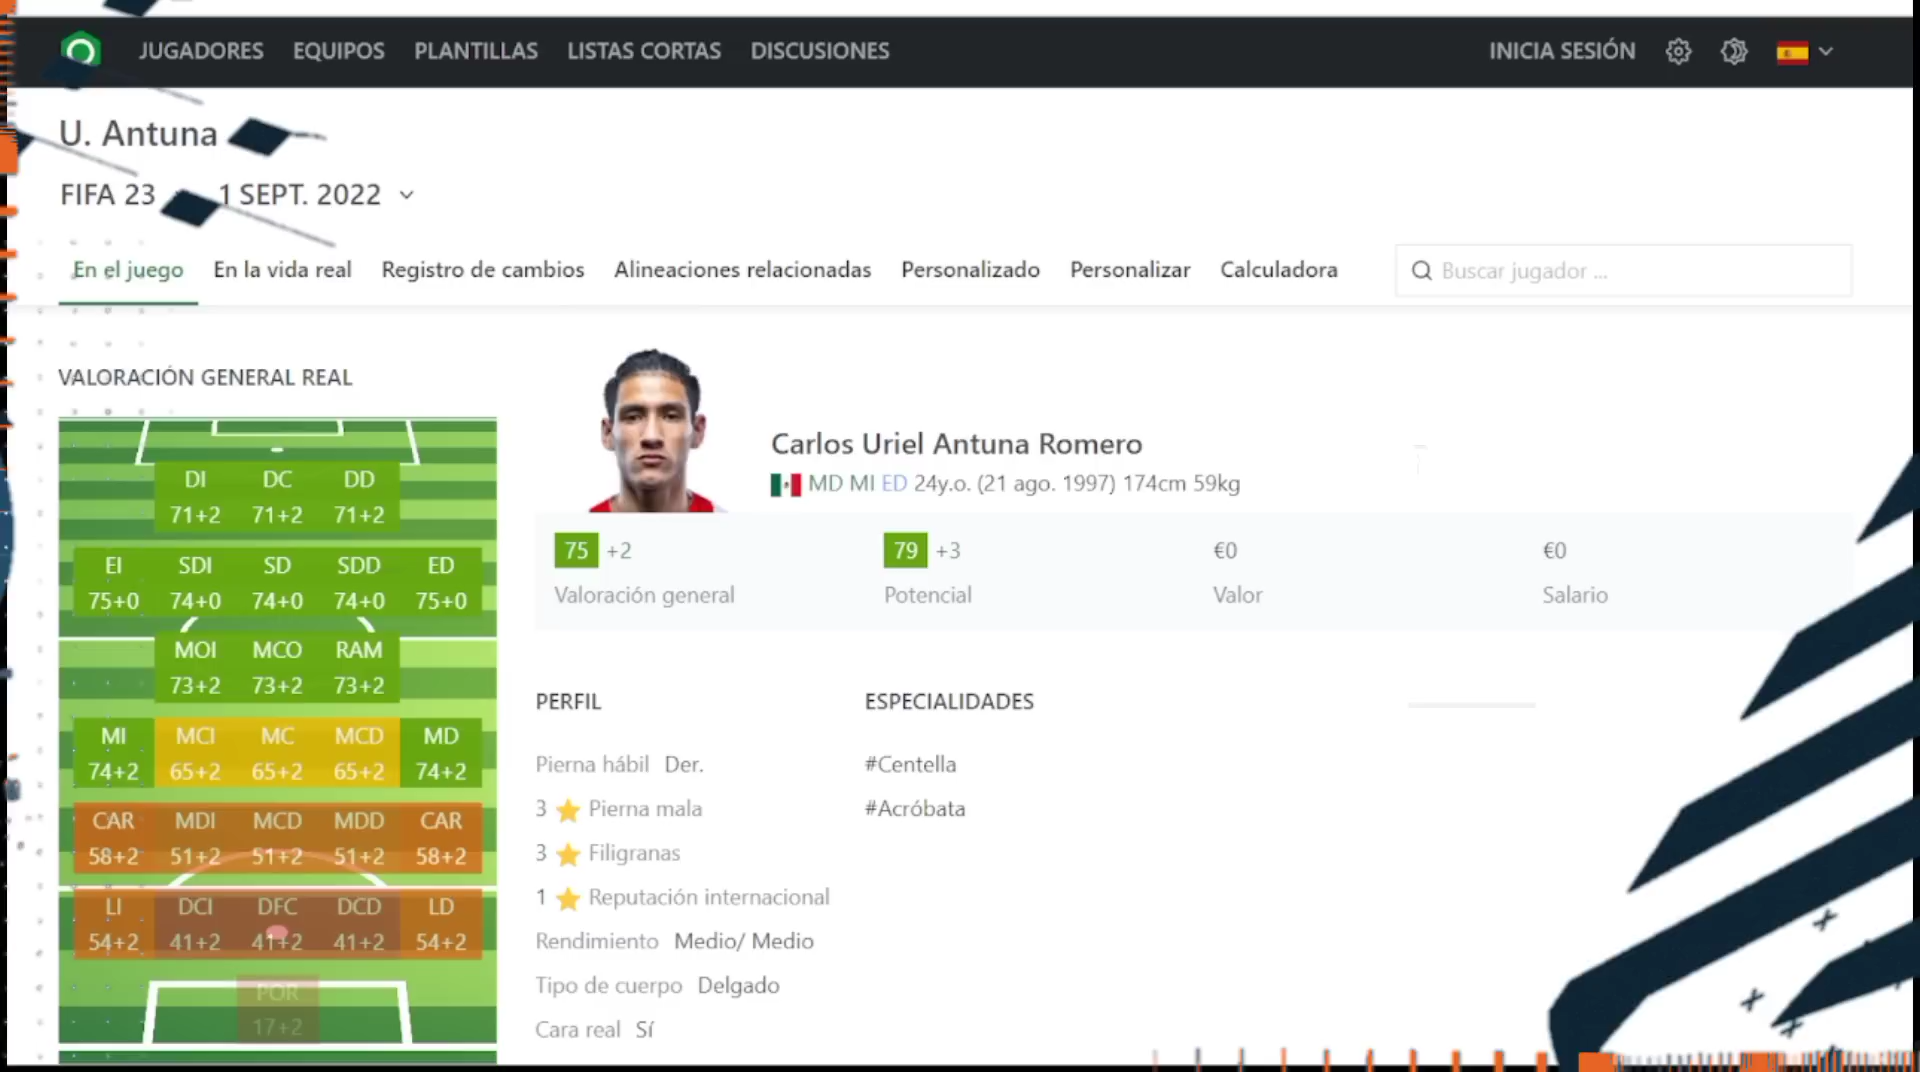 JUGADORES EQUIPOS PLANTILLAS LISTAS CORTAS DISCUSIONES INICIA SESIÓN
U. Antuna
FIFA 23 1 SEPT. 2022
En el juego En la vida real Registro de cambios Alineaciones relacionadas Personalizado Personalizar Calculadora Buscar jugador ...
VALORACIÓN GENERAL REAL
DI DC DD
71+2 71+2 71+2
EI SDI SD SDD ED
75+0 74+0 74+0 74+0 75+0
MOI MCO RAM
73+2 73+2 73+2
MI MCI MC MCD MD
74+2 65+2 65+2 65+2 74+2
CAR MDI MCD MDD CAR
58+2 51+2 51+2 51+2 58+2
LI DCI DFC DCD LD
54+2 41+2 41+2 41+2 54+2
POR
17+2
Carlos Uriel Antuna Romero
MD MI ED 24y.o. (21 ago. 1997) 174cm 59kg
75 +2 79 +3 €0 €0
Valoración general Potencial Valor Salario
PERFIL
Pierna hábil Der.
3 Pierna mala
3 Filigranas
1 Reputación internacional
Rendimiento Medio/ Medio
Tipo de cuerpo Delgado
Cara real Sí
ESPECIALIDADES
#Centella
#Acróbata